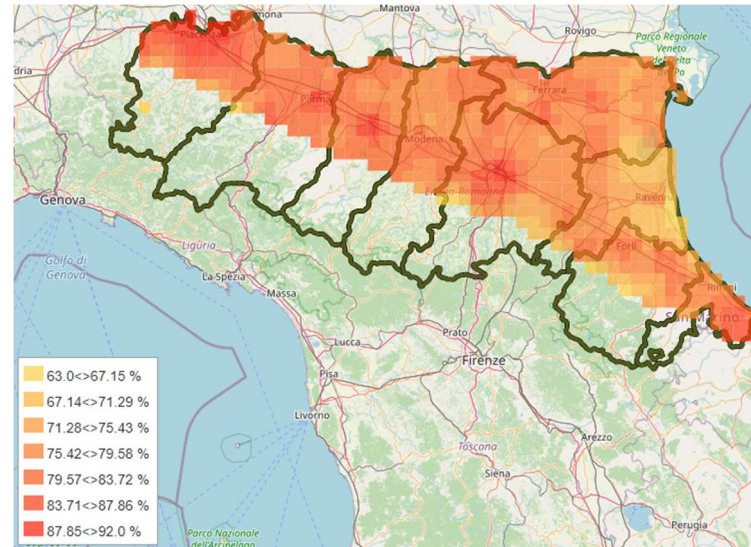 Mantova
Rovigo
Parco Regionale
Veneto
del Delta
del Po
Piacenza
Parma
Ferrara
Modena
Emilia-Romagna
Ravenna
Forlì
Rimini
San Marino
Genova
Golfo di
Genova
Liguria
La Spezia
Massa
Lucca
Prato
Pisa
Firenze
Livorno
Toscana
Arezzo
Siena
Perugia
Parco Nazionale
dell'Arcipelago
63.0<>67.15 %
67.14<>71.29 %
71.28<>75.43 %
75.42<>79.58 %
79.57<>83.72 %
83.71<>87.86 %
87.85<>92.0 %